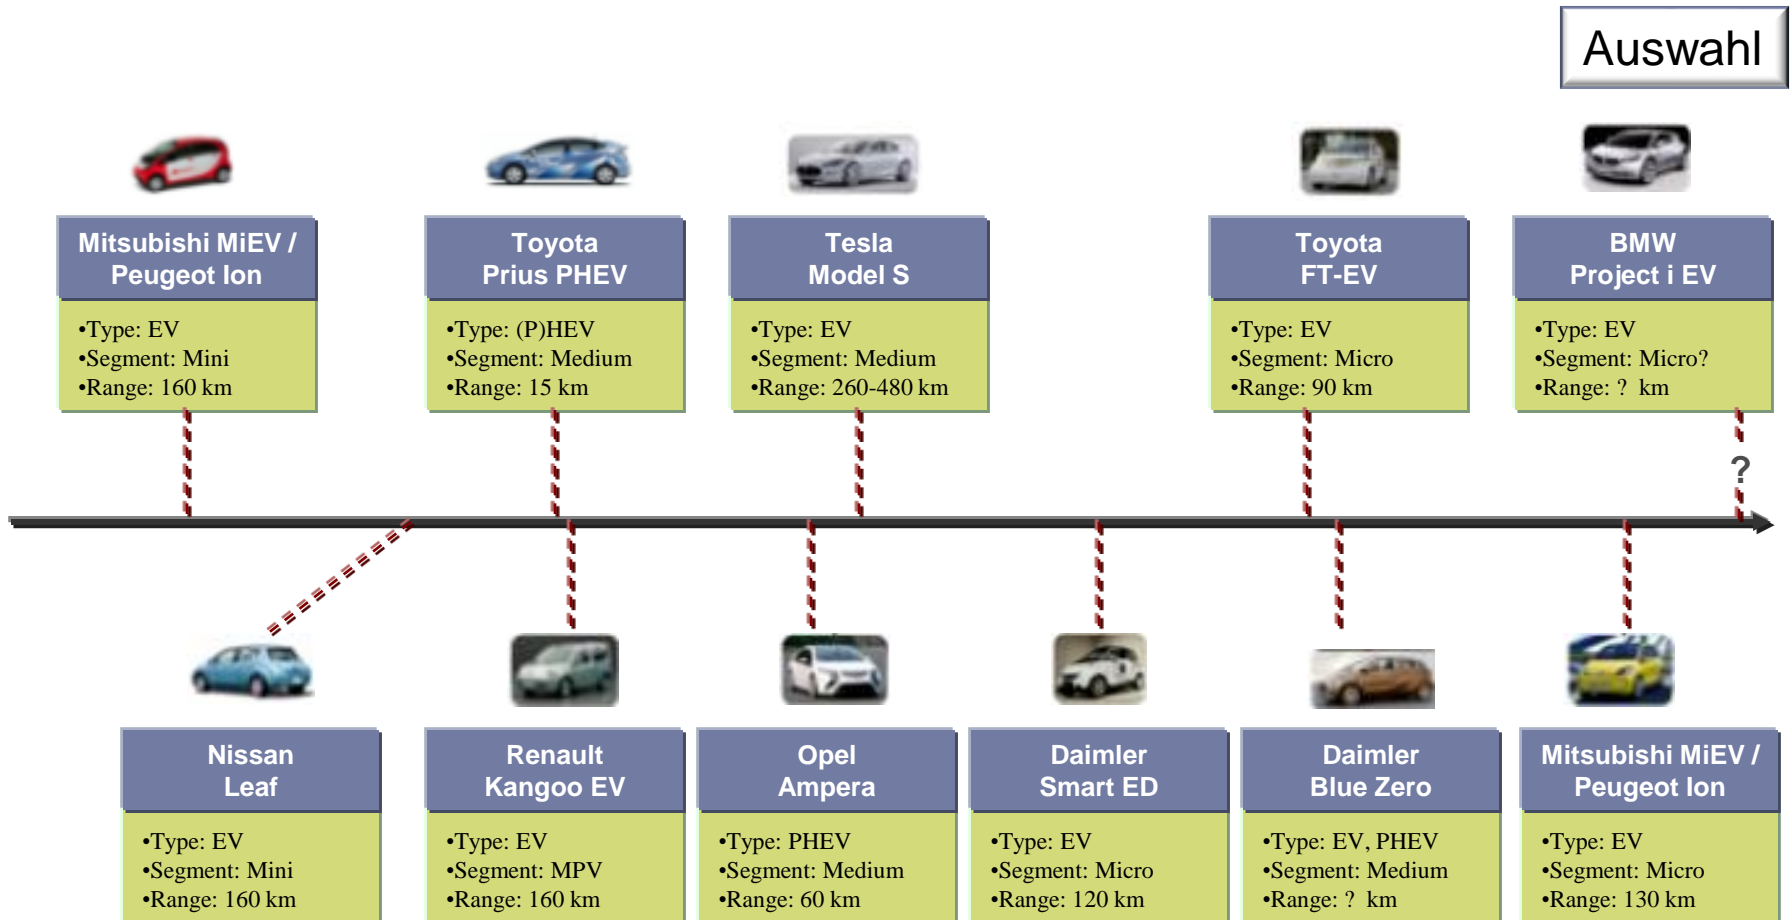 Auswahl
Mitsubishi MiEV /
Peugeot Ion
•Type: EV
•Segment: Mini
•Range: 160 km
Toyota
Prius PHEV
•Type: (P)HEV
•Segment: Medium
•Range: 15 km
Tesla
Model S
•Type: EV
•Segment: Medium
•Range: 260-480 km
Toyota
FT-EV
•Type: EV
•Segment: Micro
•Range: 90 km
BMW
Project i EV
•Type: EV
•Segment: Micro?
•Range: ? km
?
Nissan
Leaf
•Type: EV
•Segment: Mini
•Range: 160 km
Renault
Kangoo EV
•Type: EV
•Segment: MPV
•Range: 160 km
Opel
Ampera
•Type: PHEV
•Segment: Medium
•Range: 60 km
Daimler
Smart ED
•Type: EV
•Segment: Micro
•Range: 120 km
Daimler
Blue Zero
•Type: EV, PHEV
•Segment: Medium
•Range: ? km
Mitsubishi MiEV /
Peugeot Ion
•Type: EV
•Segment: Micro
•Range: 130 km